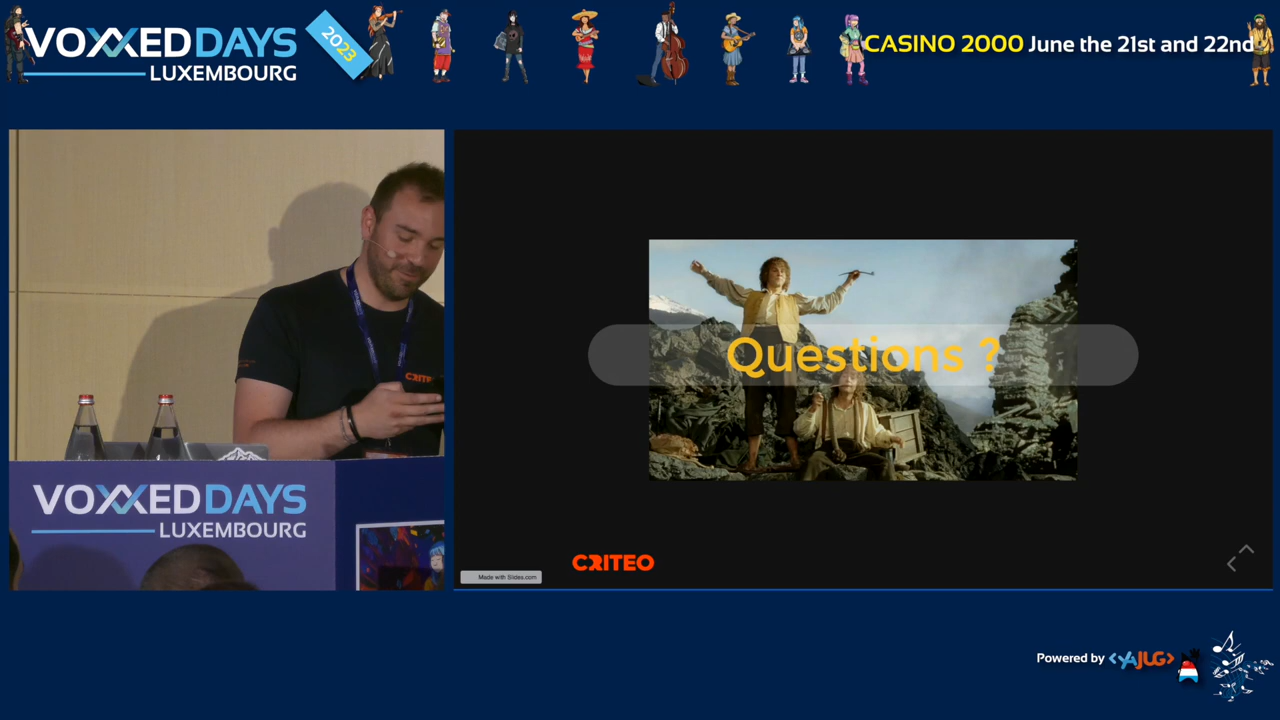 VOXXEDDAYS
LUXEMBOURG
2023
CASINO 2000 June the 21st and 22nd
CRITEO
VOXXEDDAYS
LUXEMBOURG
Questions ?
CRITEO
Made with Slides.com
Powered by <YAJUG>